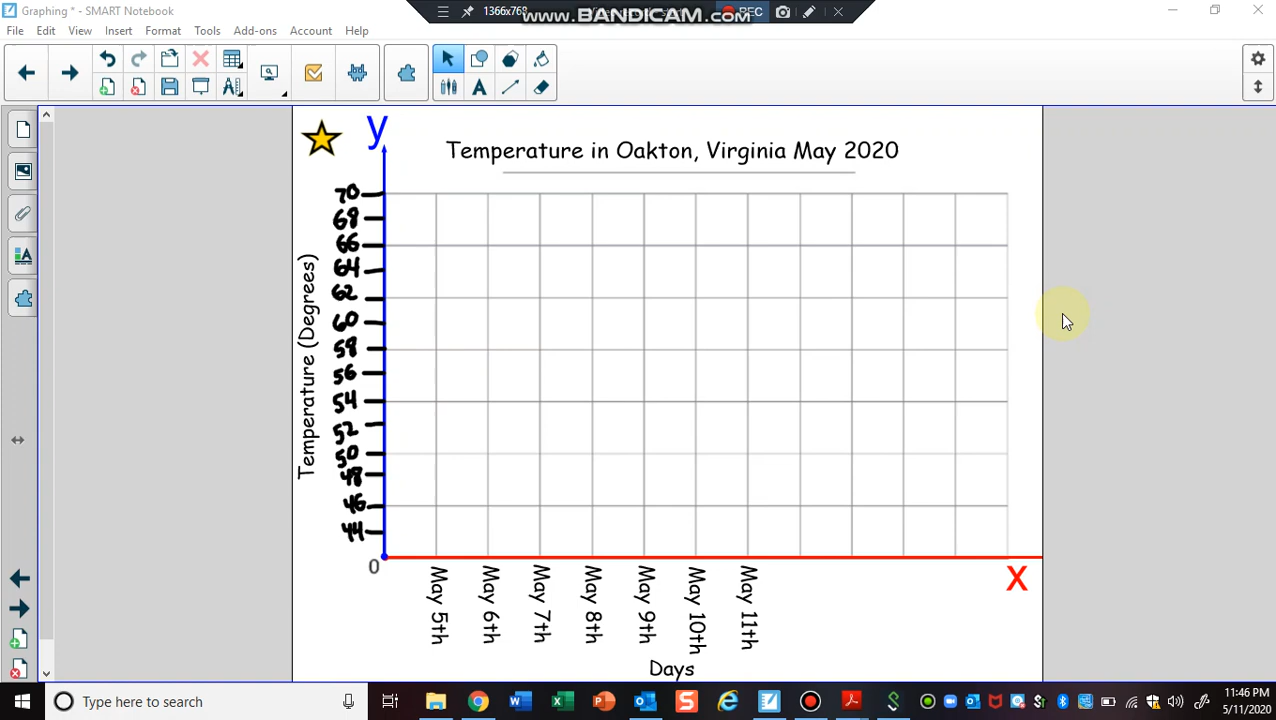 Graphing * - SMART Notebook
1366x768
www.BANDICAM.com
REC
File Edit View Insert Format Tools Add-ons Account Help
y
Temperature in Oakton, Virginia May 2020
Temperature (Degrees)
70
68
66
64
62
60
58
56
54
52
50
48
46
44
0
X
May 5th
May 6th
May 7th
May 8th
May 9th
May 10th
May 11th
Days
Type here to search
11:46 PM
5/11/2020